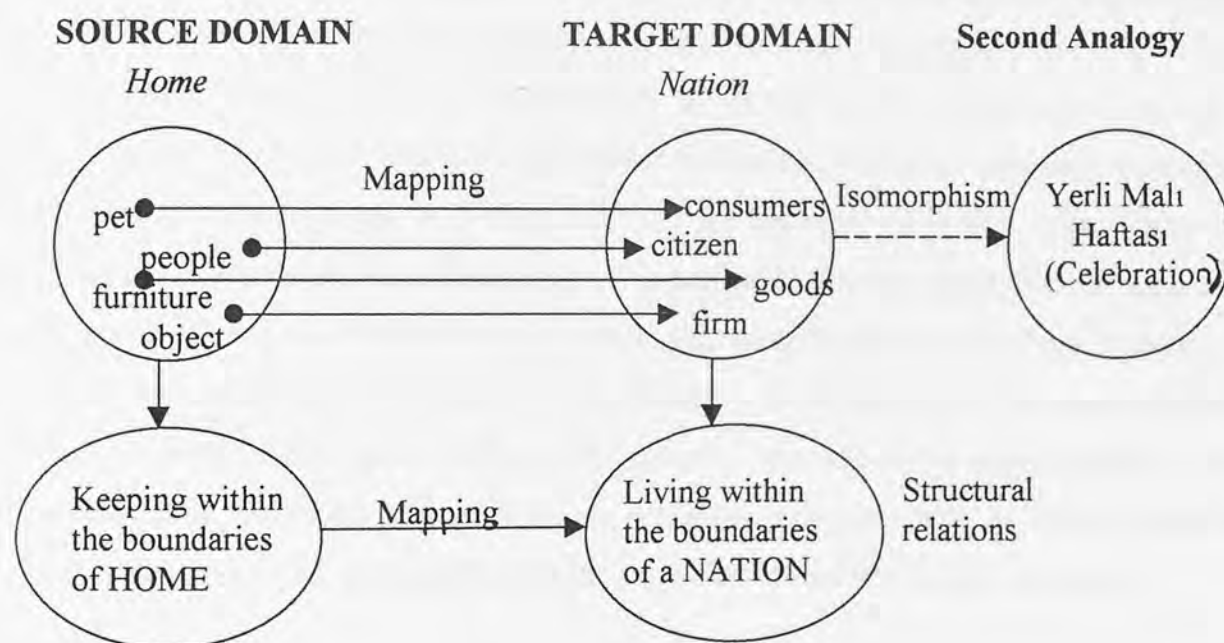 SOURCE DOMAIN
Home
TARGET DOMAIN
Nation
Second Analogy
pet
people
furniture
object
Mapping
consumers
citizen
goods
firm
Isomorphism
Yerli Malı
Haftası
(Celebration)
Keeping within
the boundaries
of HOME
Mapping
Living within
the boundaries
of a NATION
Structural
relations